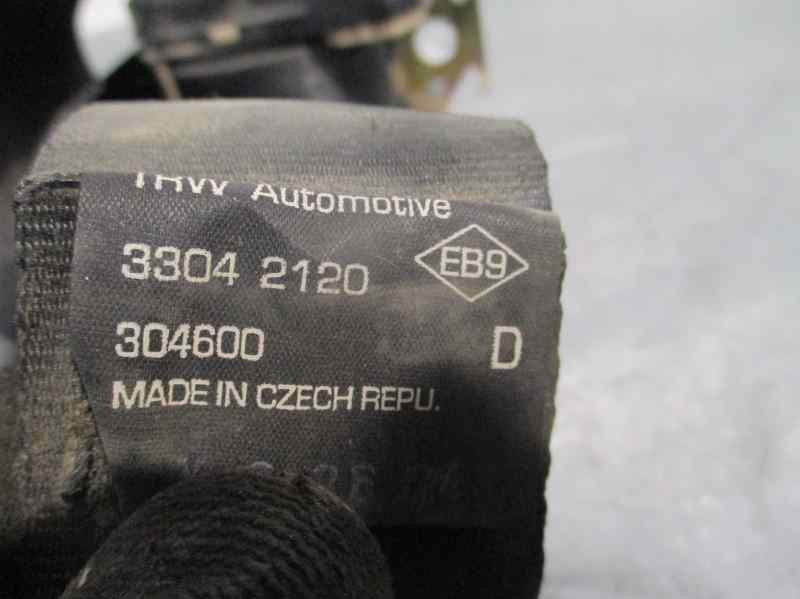 TRW Automotive
3304 2120
EB9
304600 D
MADE IN CZECH REPU.